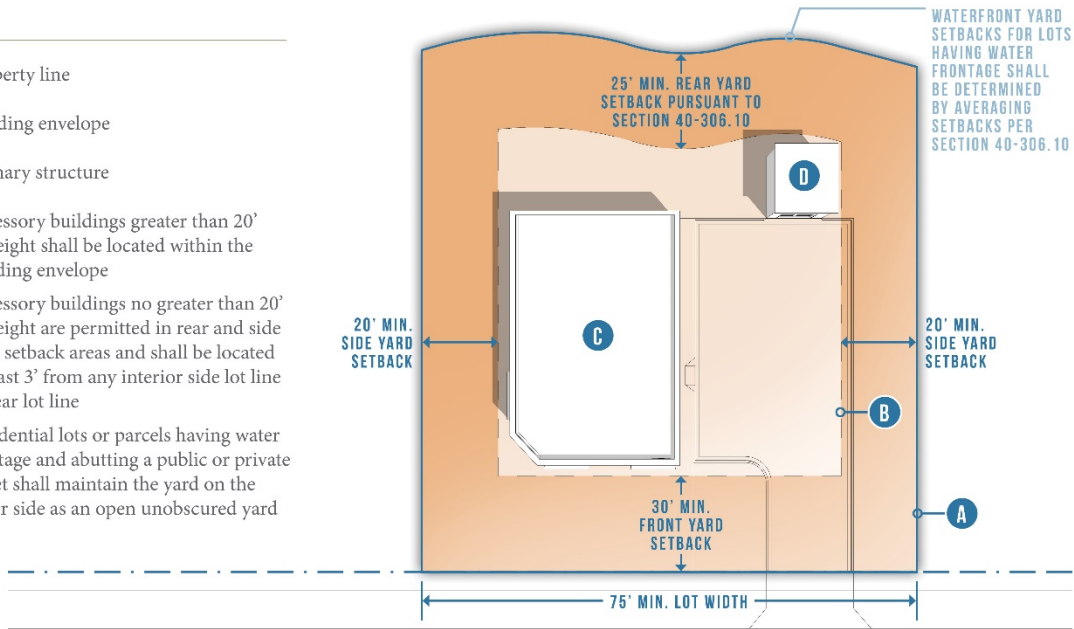 perty line
ding envelope
mary structure
essory buildings greater than 20’
eight shall be located within the
ding envelope
essory buildings no greater than 20’
eight are permitted in rear and side
setback areas and shall be located
ast 3’ from any interior side lot line
ear lot line
dential lots or parcels having water
tage and abutting a public or private
et shall maintain the yard on the
r side as an open unobscured yard
WATERFRONT YARD
SETBACKS FOR LOTS
HAVING WATER
FRONTAGE SHALL
BE DETERMINED
BY AVERAGING
SETBACKS PER
SECTION 40-306.10
25’ MIN. REAR YARD
SETBACK PURSUANT TO
SECTION 40-306.10
D
C
20’ MIN.
SIDE YARD
SETBACK
20’ MIN.
SIDE YARD
SETBACK
B
A
30’ MIN.
FRONT YARD
SETBACK
75’ MIN. LOT WIDTH